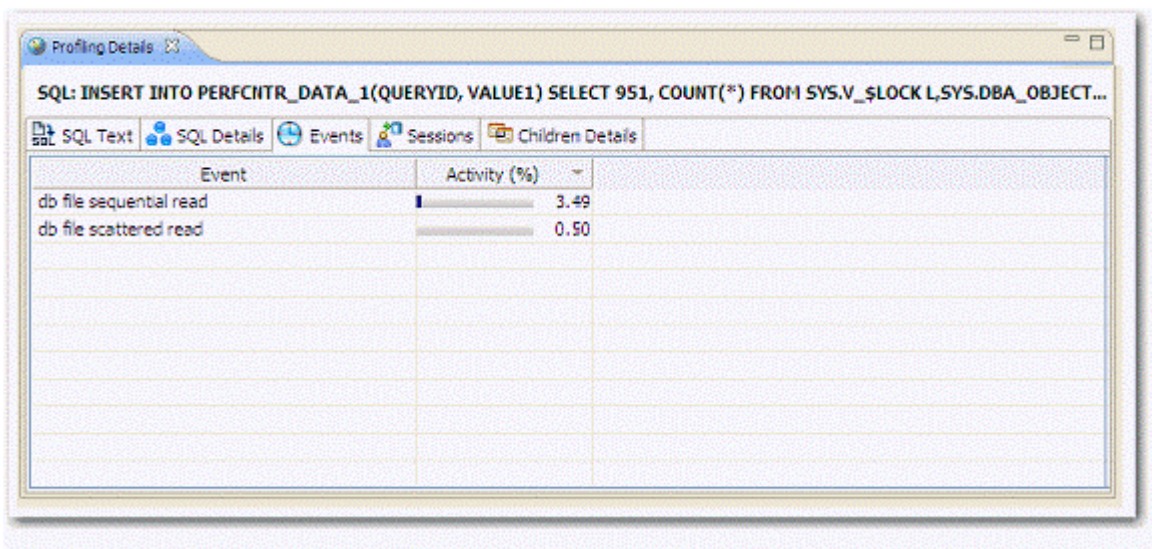 Profiling Details
SQL: INSERT INTO PERFCNTR_DATA_1(QUERYID, VALUE1) SELECT 951, COUNT(*) FROM SYS.V_$LOCK L,SYS.DBA_OBJECT...
SQL Text SQL Details Events Sessions Children Details
Event Activity (%)
db file sequential read 3.49
db file scattered read 0.50